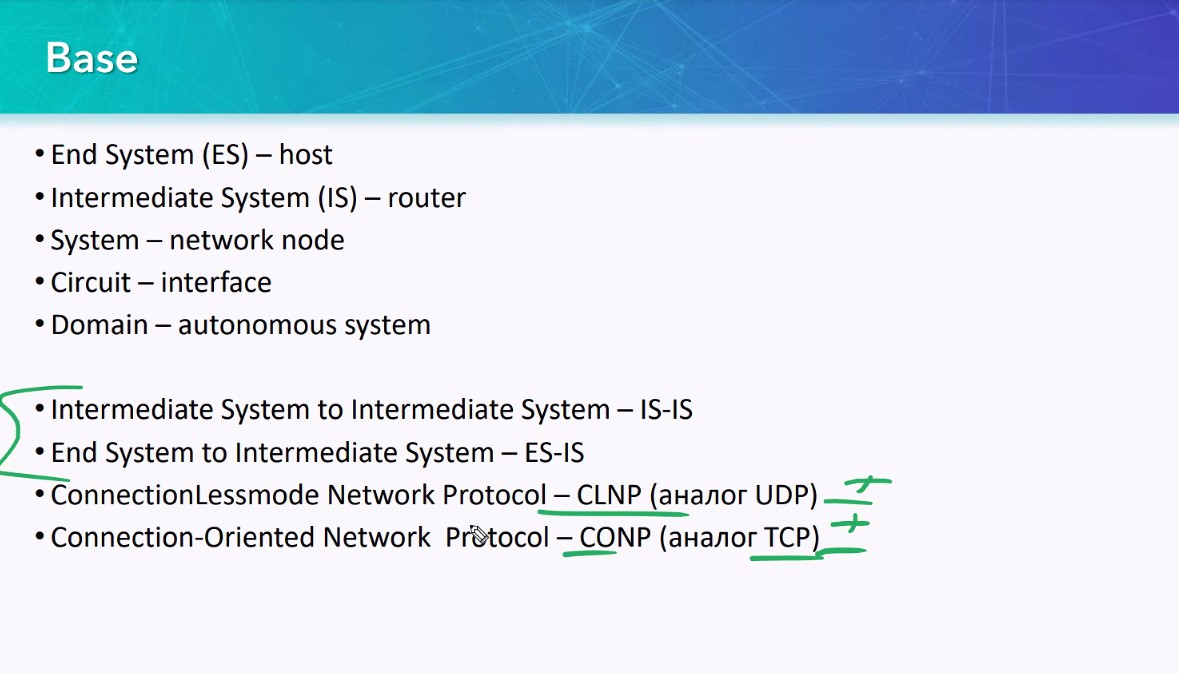 Base
• End System (ES) – host
• Intermediate System (IS) – router
• System – network node
• Circuit – interface
• Domain – autonomous system
• Intermediate System to Intermediate System – IS-IS
• End System to Intermediate System – ES-IS
• ConnectionLessmode Network Protocol – CLNP (аналог UDP)
• Connection-Oriented Network Protocol – CONP (аналог TCP)